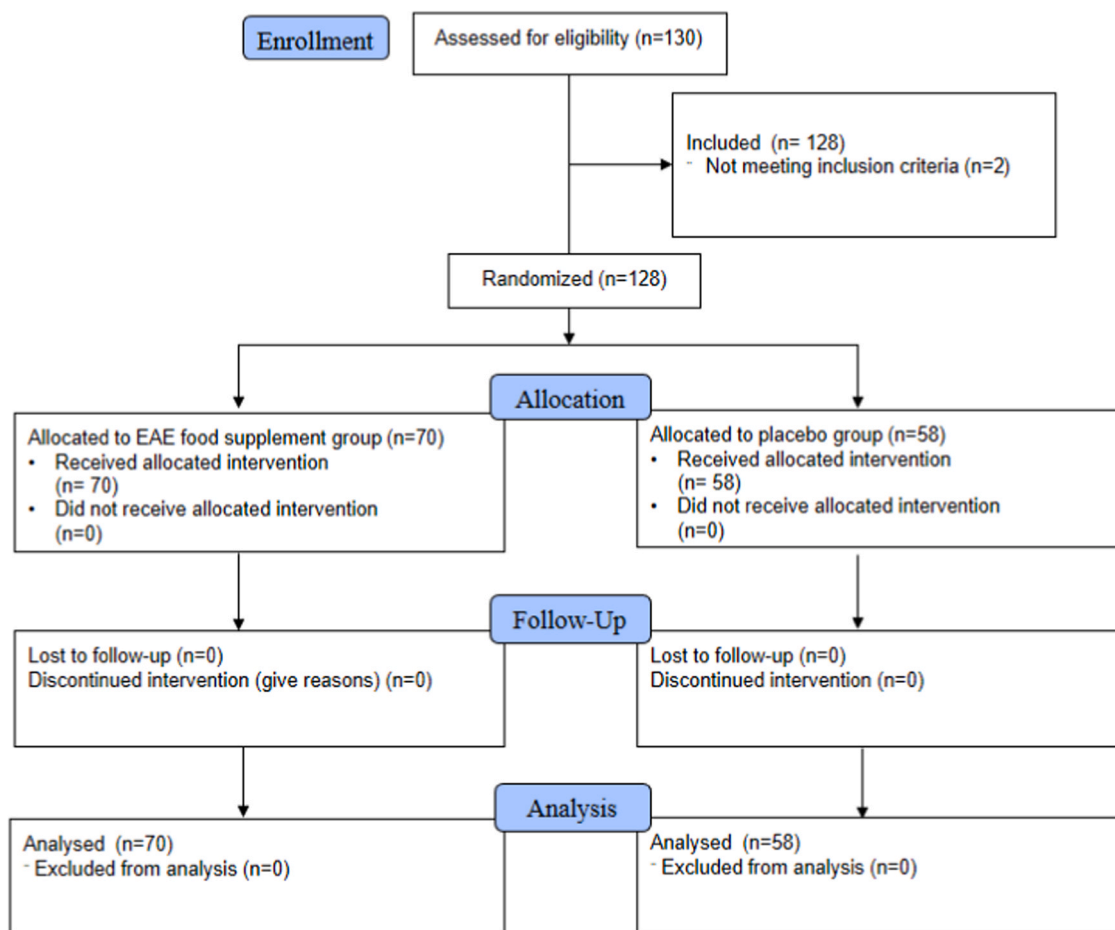 Enrollment
Assessed for eligibility (n=130)
Included (n= 128)
- Not meeting inclusion criteria (n=2)
Randomized (n=128)
Allocation
Allocated to EAE food supplement group (n=70)
• Received allocated intervention
(n= 70)
• Did not receive allocated intervention
(n=0)
Allocated to placebo group (n=58)
• Received allocated intervention
(n= 58)
• Did not receive allocated intervention
(n=0)
Follow-Up
Lost to follow-up (n=0)
Discontinued intervention (give reasons) (n=0)
Lost to follow-up (n=0)
Discontinued intervention (n=0)
Analysis
Analysed (n=70)
- Excluded from analysis (n=0)
Analysed (n=58)
- Excluded from analysis (n=0)